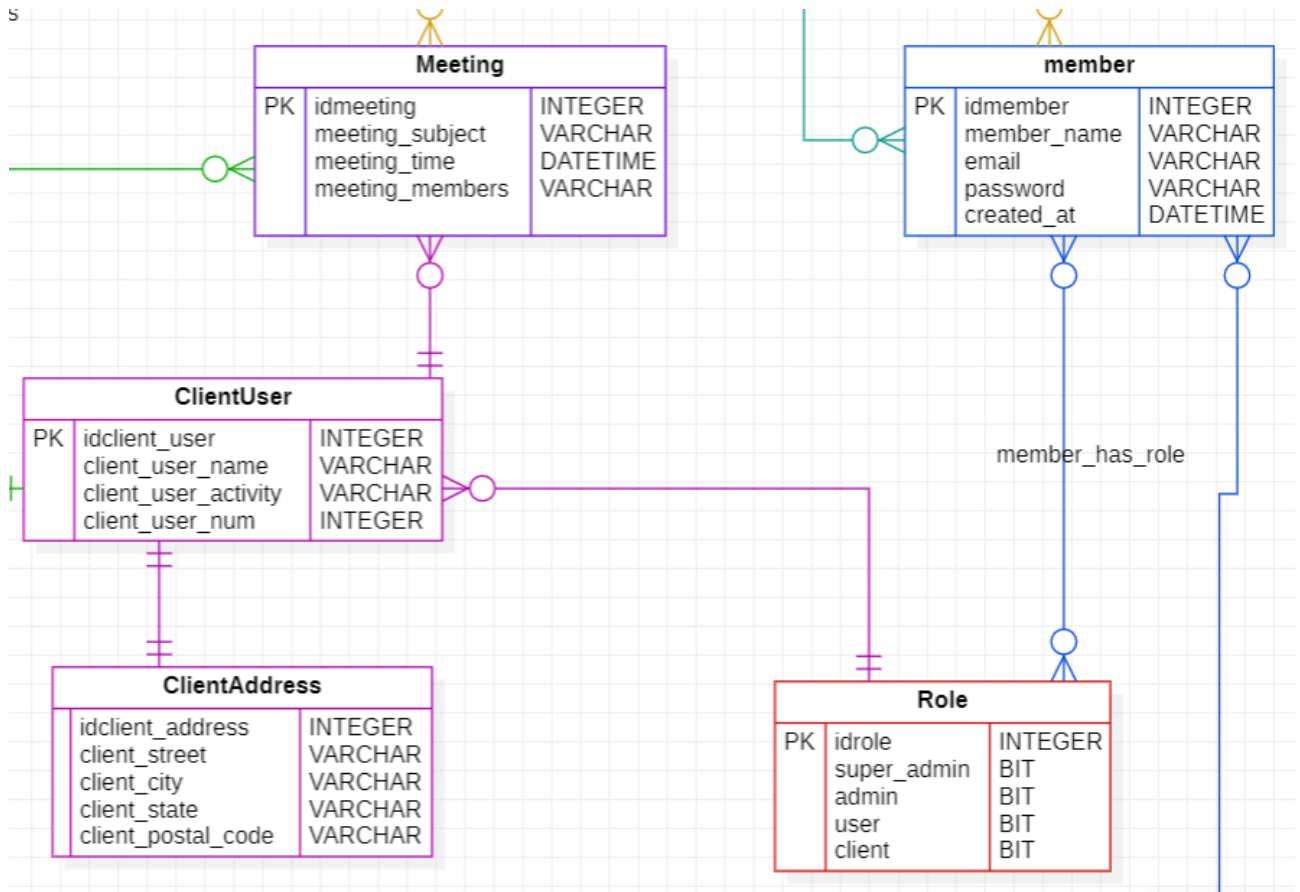 s
Meeting
PK idmeeting INTEGER
meeting_subject VARCHAR
meeting_time DATETIME
meeting_members VARCHAR
member
PK idmember INTEGER
member_name VARCHAR
email VARCHAR
password VARCHAR
created_at DATETIME
ClientUser
PK idclient_user INTEGER
client_user_name VARCHAR
client_user_activity VARCHAR
client_user_num INTEGER
member_has_role
ClientAddress
idclient_address INTEGER
client_street VARCHAR
client_city VARCHAR
client_state VARCHAR
client_postal_code VARCHAR
Role
PK idrole INTEGER
super_admin BIT
admin BIT
user BIT
client BIT